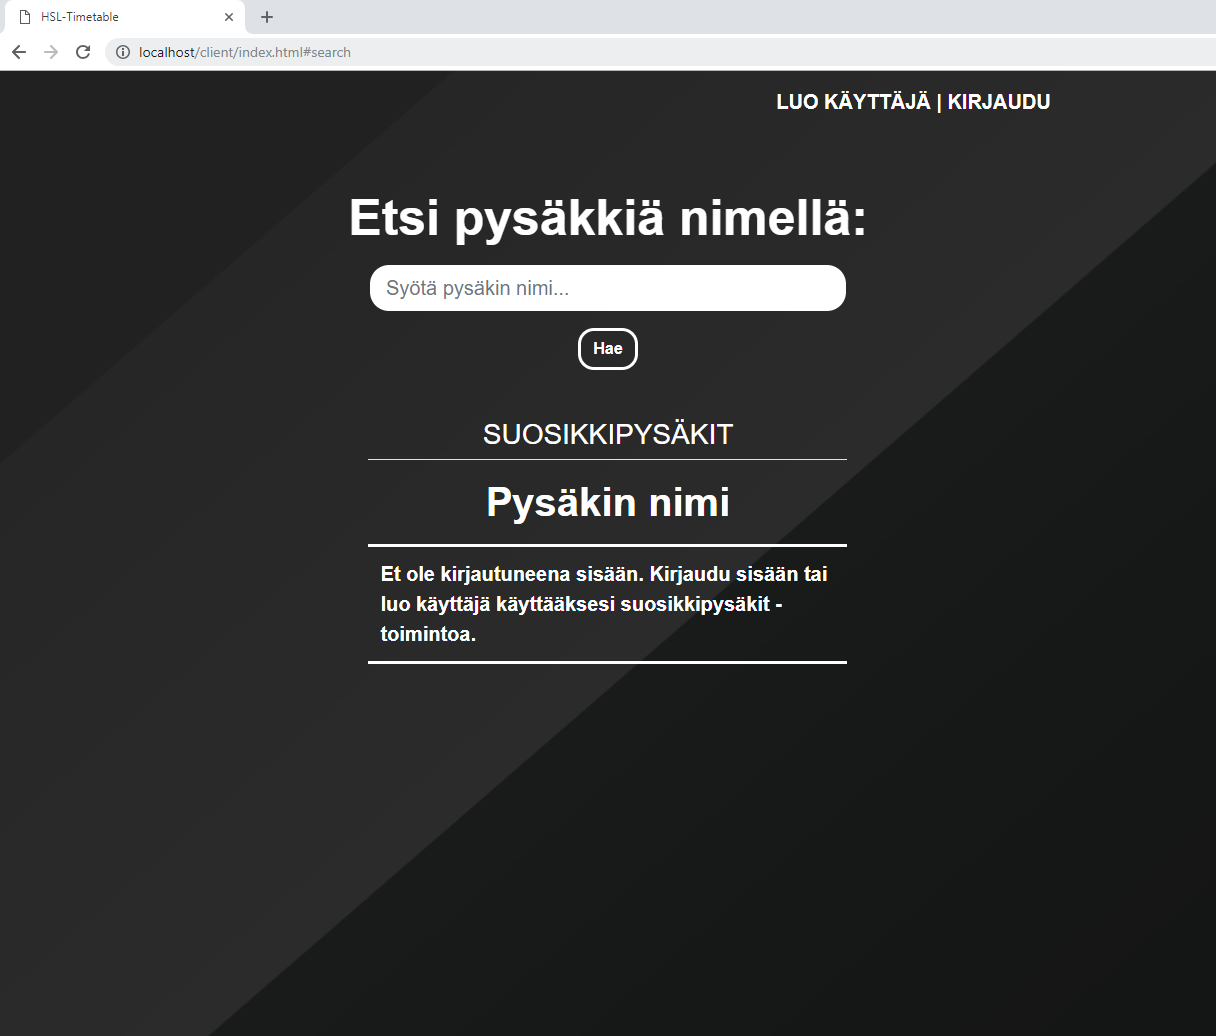 HSL-Timetable
localhost/client/index.html#search
LUO KÄYTTÄJÄ | KIRJAUDU
Etsi pysäkkiä nimellä:
Syötä pysäkin nimi...
Hae
SUOSIKKIPYSÄKIT
Pysäkin nimi
Et ole kirjautuneena sisään. Kirjaudu sisään tai
luo käyttäjä käyttääksesi suosikkipysäkit -
toimintoa.